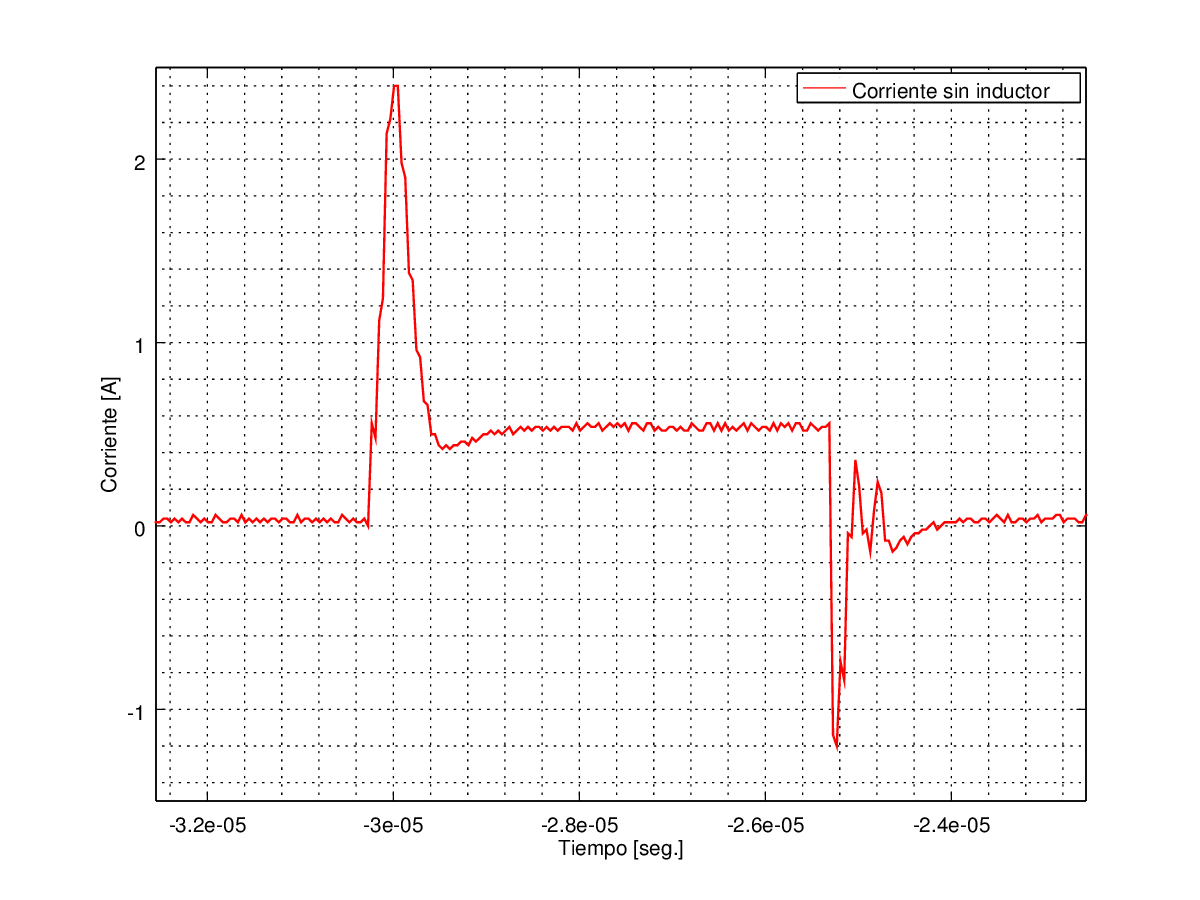 Corriente sin inductor
2
1
0
-1
Corriente [A]
-3.2e-05
-3e-05
-2.8e-05
-2.6e-05
-2.4e-05
Tiempo [seg.]